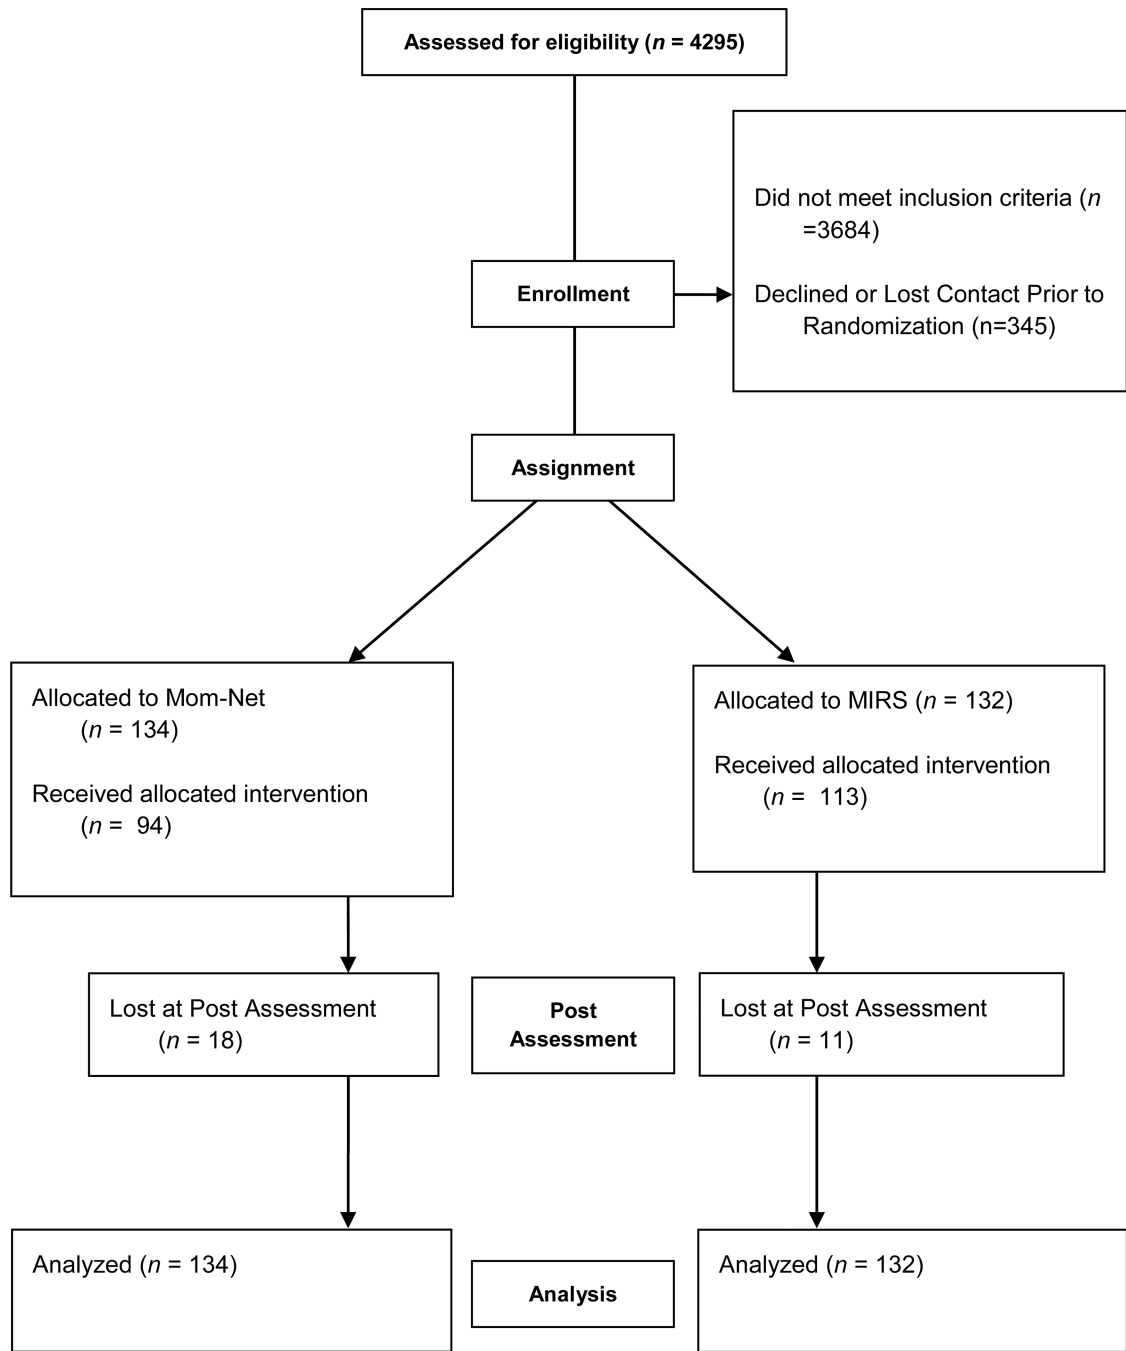 Assessed for eligibility (n = 4295)
Did not meet inclusion criteria (n
=3684)
Declined or Lost Contact Prior to
Randomization (n=345)
Enrollment
Assignment
Allocated to Mom-Net
(n = 134)
Received allocated intervention
(n =  94)
Allocated to MIRS (n = 132)
Received allocated intervention
(n =  113)
Lost at Post Assessment
(n = 18)
Post
Assessment
Lost at Post Assessment
(n = 11)
Analyzed (n = 134)
Analysis
Analyzed (n = 132)